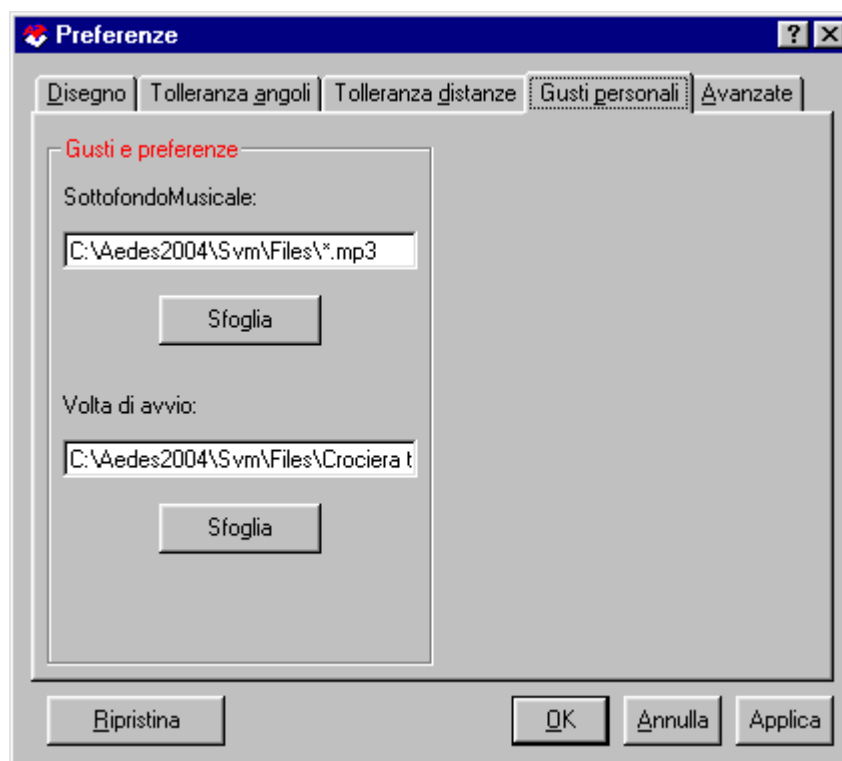 Preferenze
Disegno Tolleranza angoli Tolleranza distanze Gusti personali Avanzate
Gusti e preferenze
SottofondoMusicale:
C:\Aedes2004\Svm\Files\*.mp3
Sfoglia
Volta di avvio:
C:\Aedes2004\Svm\Files\Crociera t
Sfoglia
Ripristina OK Annulla Applica